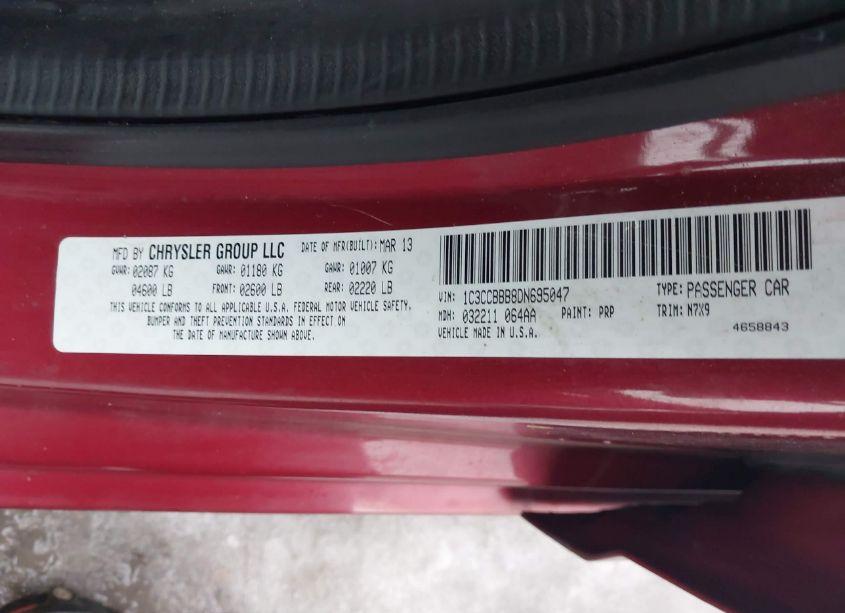 MFD BY CHRYSLER GROUP LLC DATE OF MFR(BUILT): MAR 13
GVWR: 02087 KG GAWR: 01180 KG GAWR: 01007 KG
04600 LB FRONT: 02600 LB REAR: 02220 LB
THIS VEHICLE CONFORMS TO ALL APPLICABLE U.S.A. FEDERAL MOTOR VEHICLE SAFETY,
BUMPER AND THEFT PREVENTION STANDARDS IN EFFECT ON
THE DATE OF MANUFACTURE SHOWN ABOVE.
VIN: 1C3CCBBB8DN695047 TYPE: PASSENGER CAR
MDH: 032211 064AA PAINT: PRP TRIM: N7X9
VEHICLE MADE IN U.S.A. 4658843